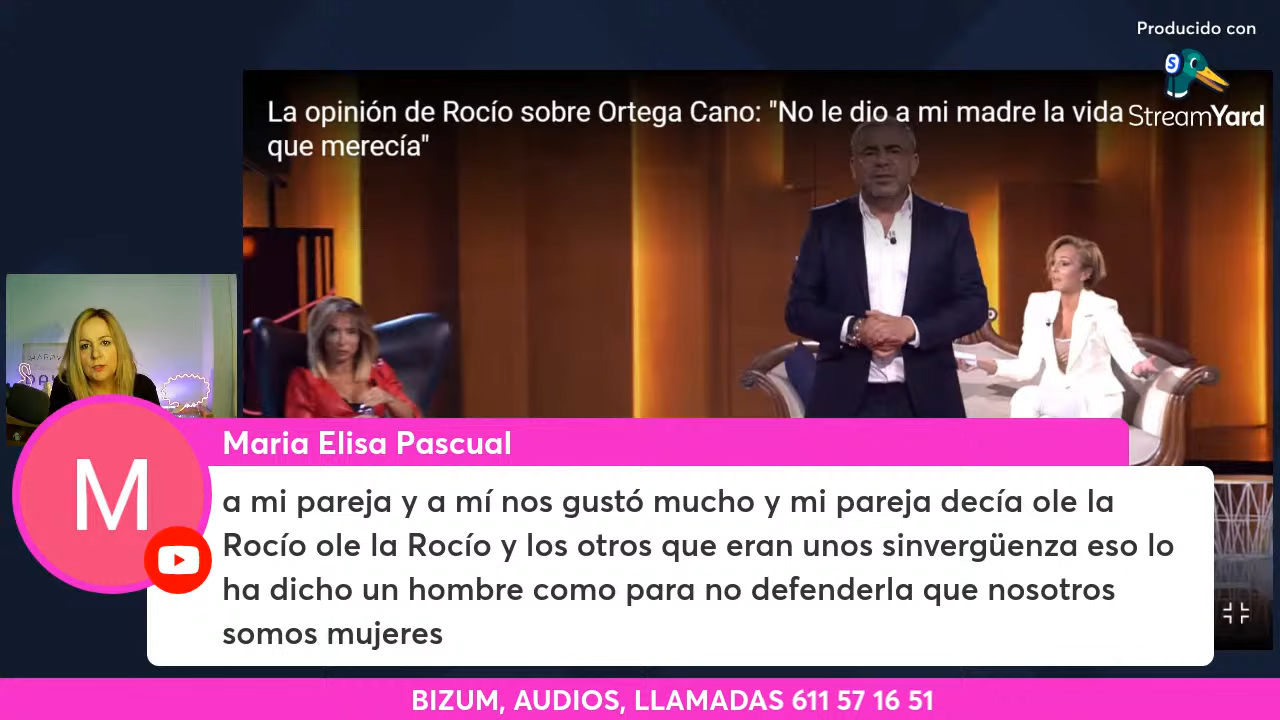 Producido con
StreamYard
La opinión de Rocío sobre Ortega Cano: "No le dio a mi madre la vida
que merecía"
Maria Elisa Pascual
M
a mi pareja y a mí nos gustó mucho y mi pareja decía ole la
Rocío ole la Rocío y los otros que eran unos sinvergüenza eso lo
ha dicho un hombre como para no defenderla que nosotros
somos mujeres
BIZUM, AUDIOS, LLAMADAS 611 57 16 51